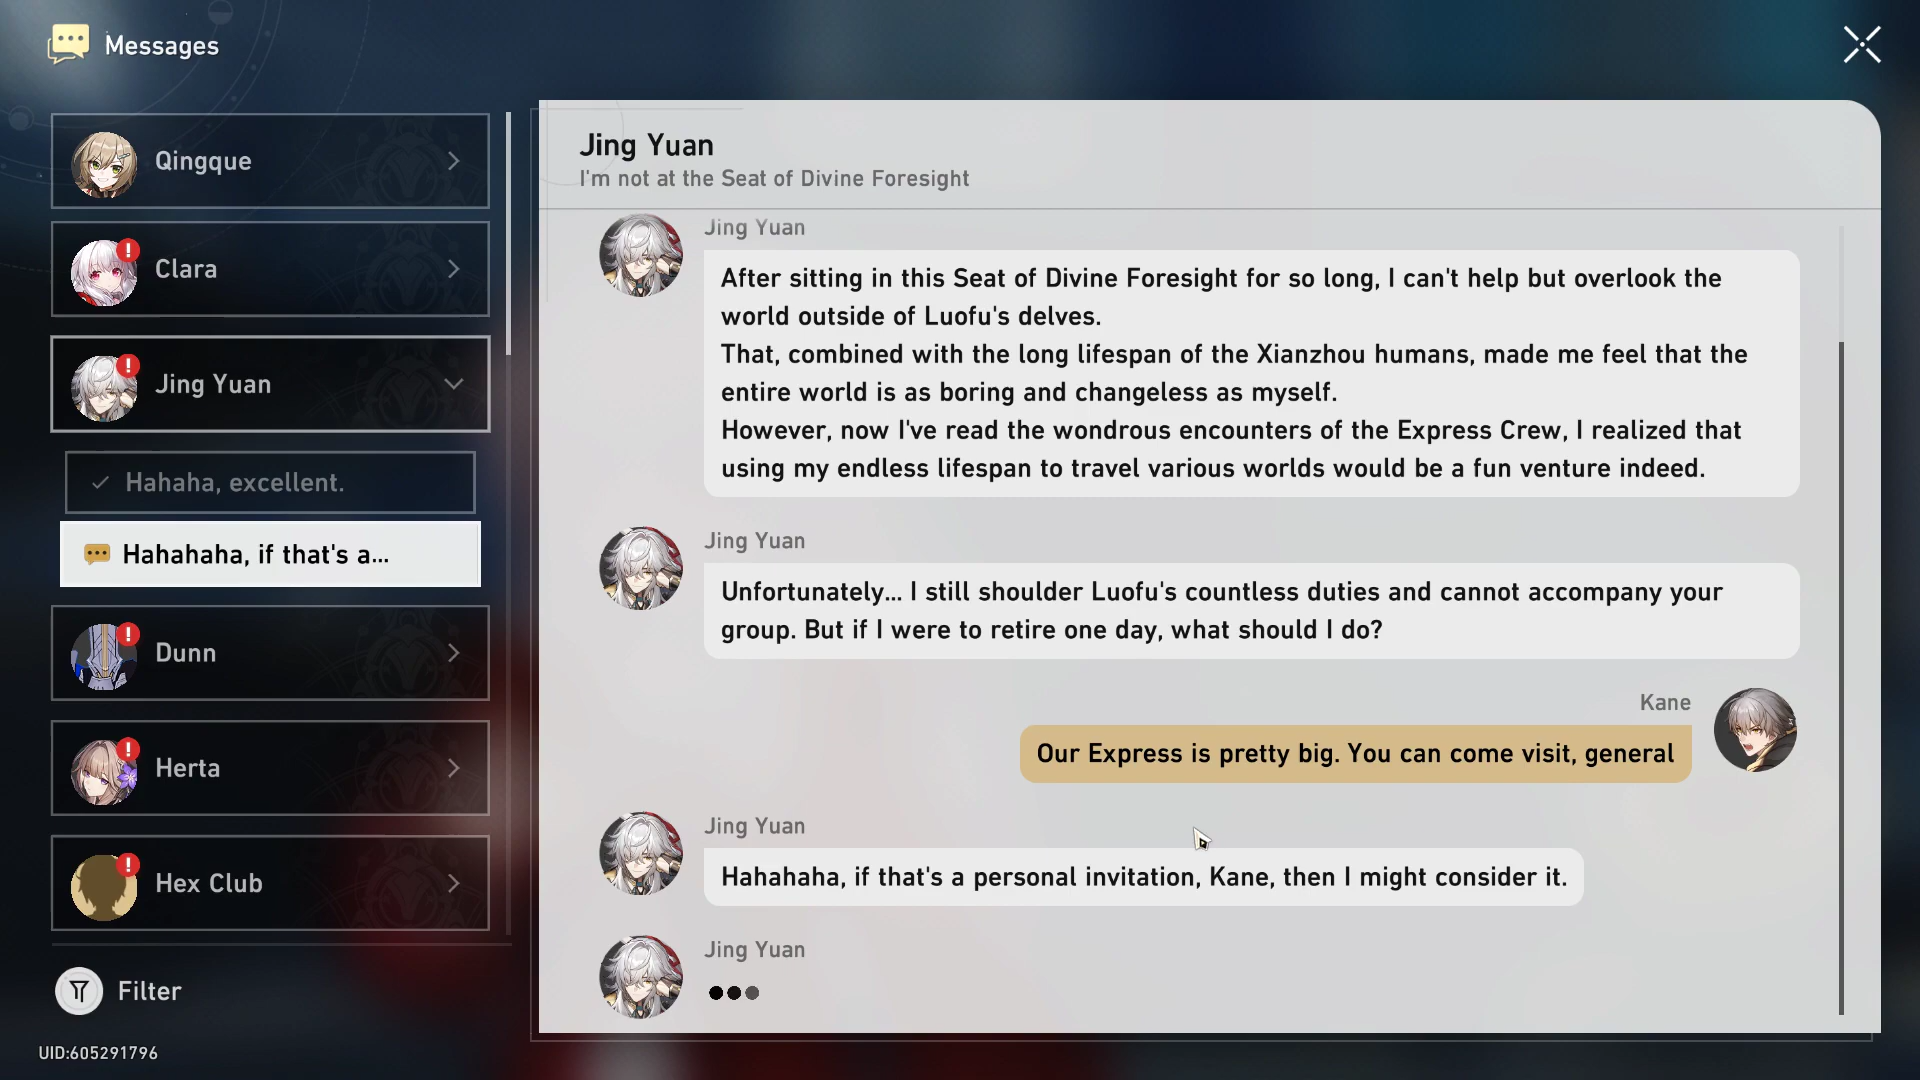 Messages
Qingque
Clara
Jing Yuan
Hahaha, excellent.
Hahahaha, if that's a...
Dunn
Herta
Hex Club
Filter
UID:605291796
Jing Yuan
I'm not at the Seat of Divine Foresight
Jing Yuan
After sitting in this Seat of Divine Foresight for so long, I can't help but overlook the
world outside of Luofu's delves.
That, combined with the long lifespan of the Xianzhou humans, made me feel that the
entire world is as boring and changeless as myself.
However, now I've read the wondrous encounters of the Express Crew, I realized that
using my endless lifespan to travel various worlds would be a fun venture indeed.
Jing Yuan
Unfortunately... I still shoulder Luofu's countless duties and cannot accompany your
group. But if I were to retire one day, what should I do?
Kane
Our Express is pretty big. You can come visit, general
Jing Yuan
Hahahaha, if that's a personal invitation, Kane, then I might consider it.
Jing Yuan